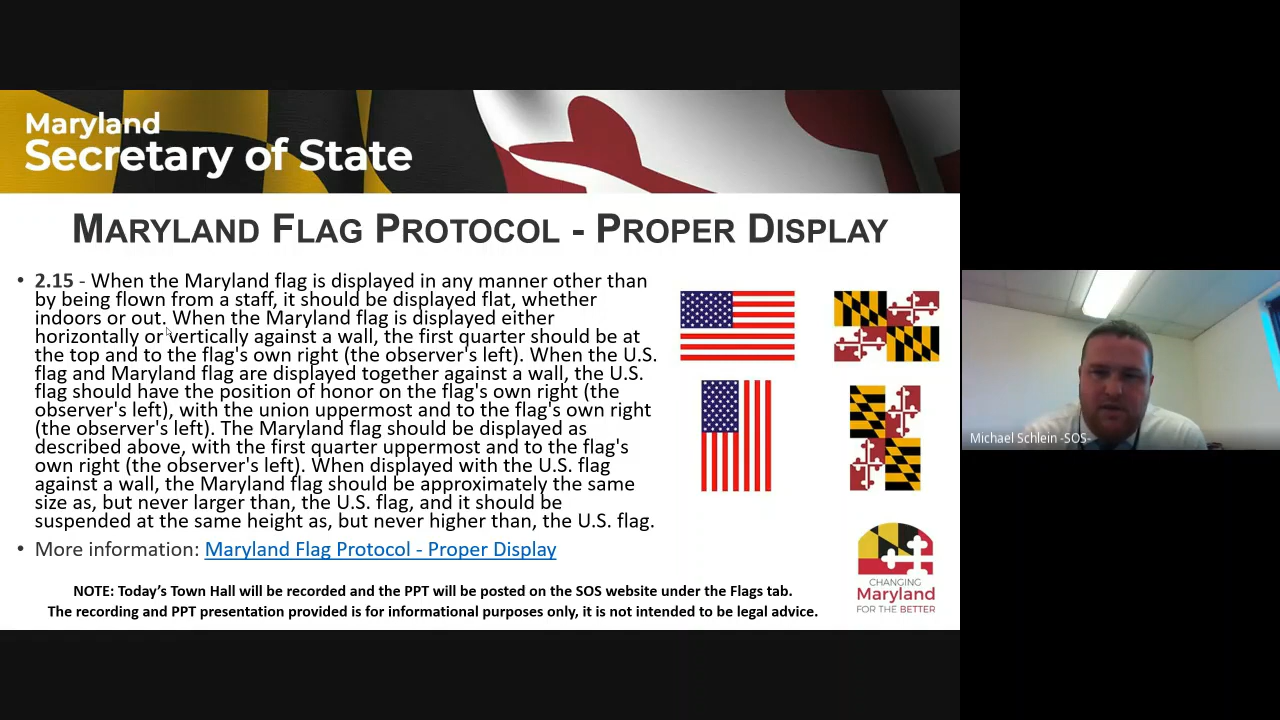 Maryland
Secretary of State
MARYLAND FLAG PROTOCOL - PROPER DISPLAY
• 2.15 - When the Maryland flag is displayed in any manner other than
by being flown from a staff, it should be displayed flat, whether
indoors or out. When the Maryland flag is displayed either
horizontally or vertically against a wall, the first quarter should be at
the top and to the flag's own right (the observer's left). When the U.S.
flag and Maryland flag are displayed together against a wall, the U.S.
flag should have the position of honor on the flag's own right (the
observer's left), with the union uppermost and to the flag's own right
(the observer's left). The Maryland flag should be displayed as
described above, with the first quarter uppermost and to the flag's
own right (the observer's left). When displayed with the U.S. flag
against a wall, the Maryland flag should be approximately the same
size as, but never larger than, the U.S. flag, and it should be
suspended at the same height as, but never higher than, the U.S. flag.
• More information: Maryland Flag Protocol - Proper Display
NOTE: Today's Town Hall will be recorded and the PPT will be posted on the SOS website under the Flags tab.
The recording and PPT presentation provided is for informational purposes only, it is not intended to be legal advice.
CHANGING
Maryland
FOR THE BETTER
Michael Schlein -SOS-